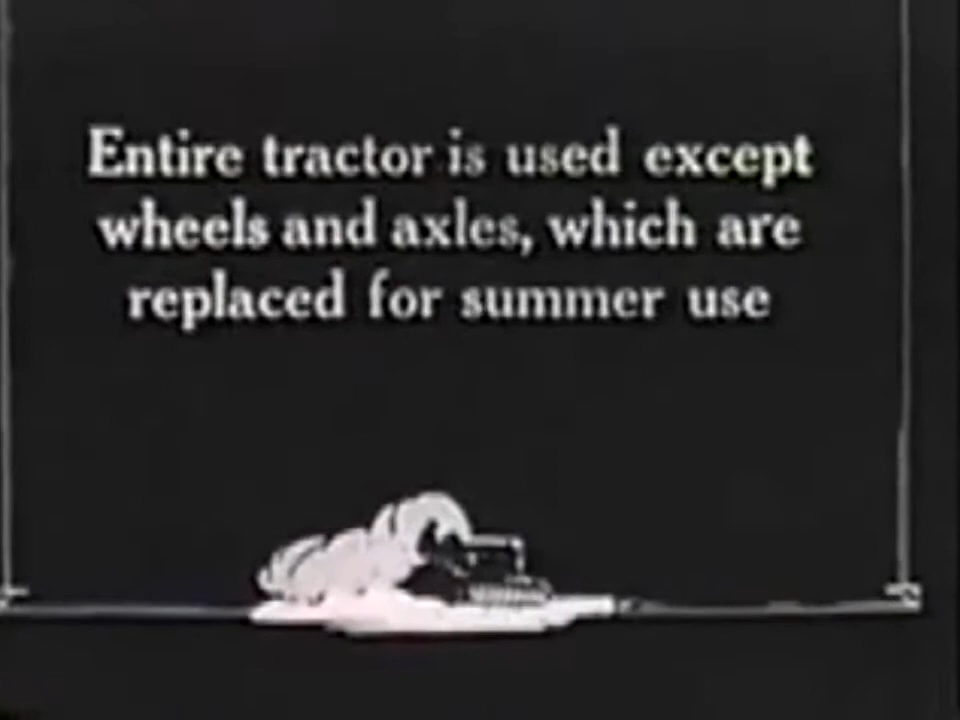 Entire tractor is used except
wheels and axles, which are
replaced for summer use